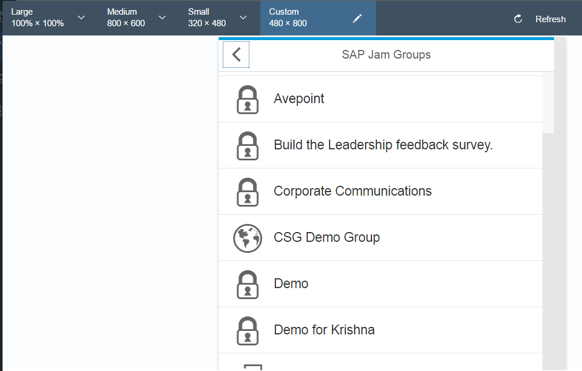 Large
100% × 100%
Medium
800 × 600
Small
320 × 480
Custom
480 × 800
Refresh
SAP Jam Groups
Avepoint
Build the Leadership feedback survey.
Corporate Communications
CSG Demo Group
Demo
Demo for Krishna